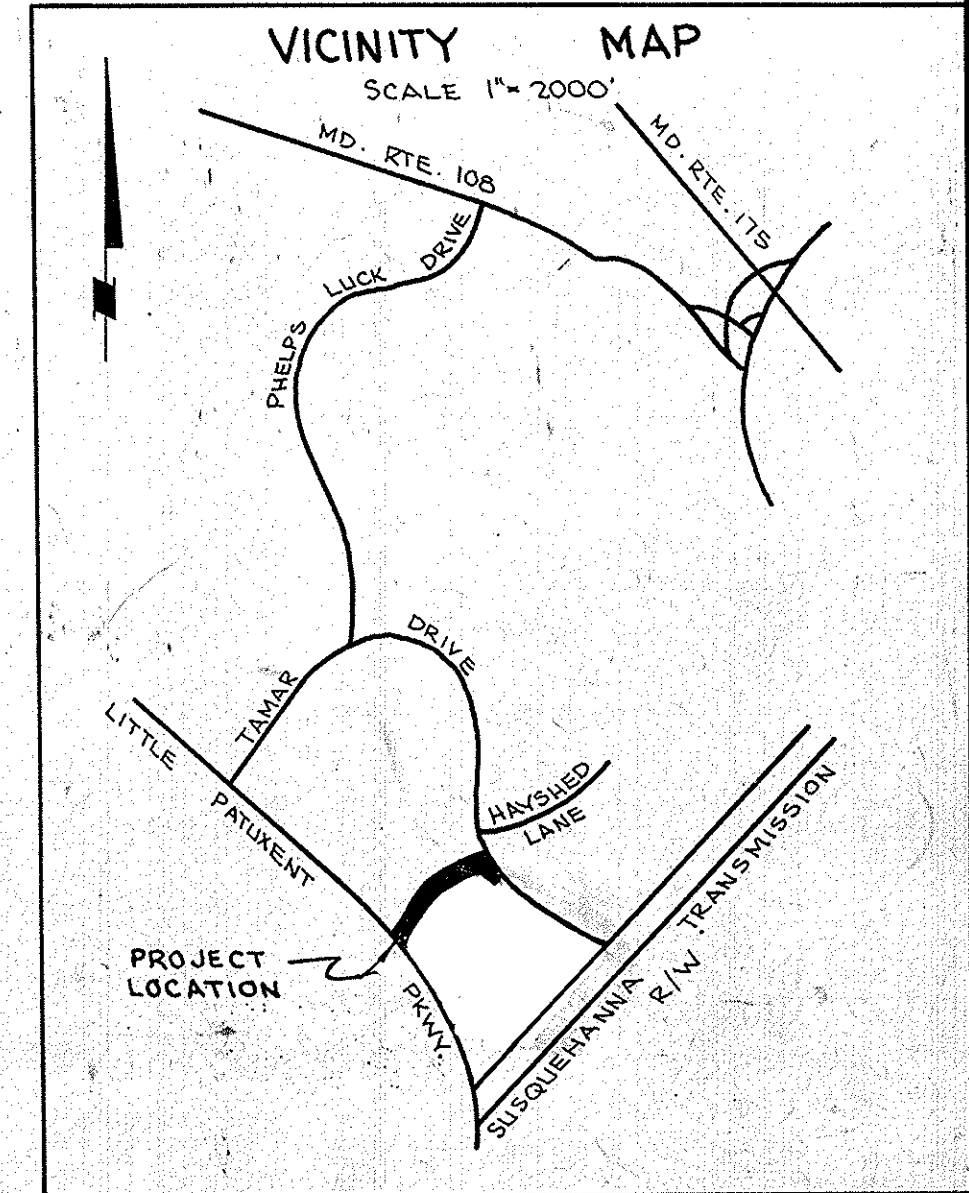 VICINITY MAP
SCALE 1"= 2000'
MD. RTE. 108
MD. RTE. 175
PHELPS LUCK DRIVE
TAMAR DRIVE
LITTLE PATUXENT PKWY.
HAYSHED
LANE
PROJECT
LOCATION
SUSQUEHANNA TRANSMISSION
R/W